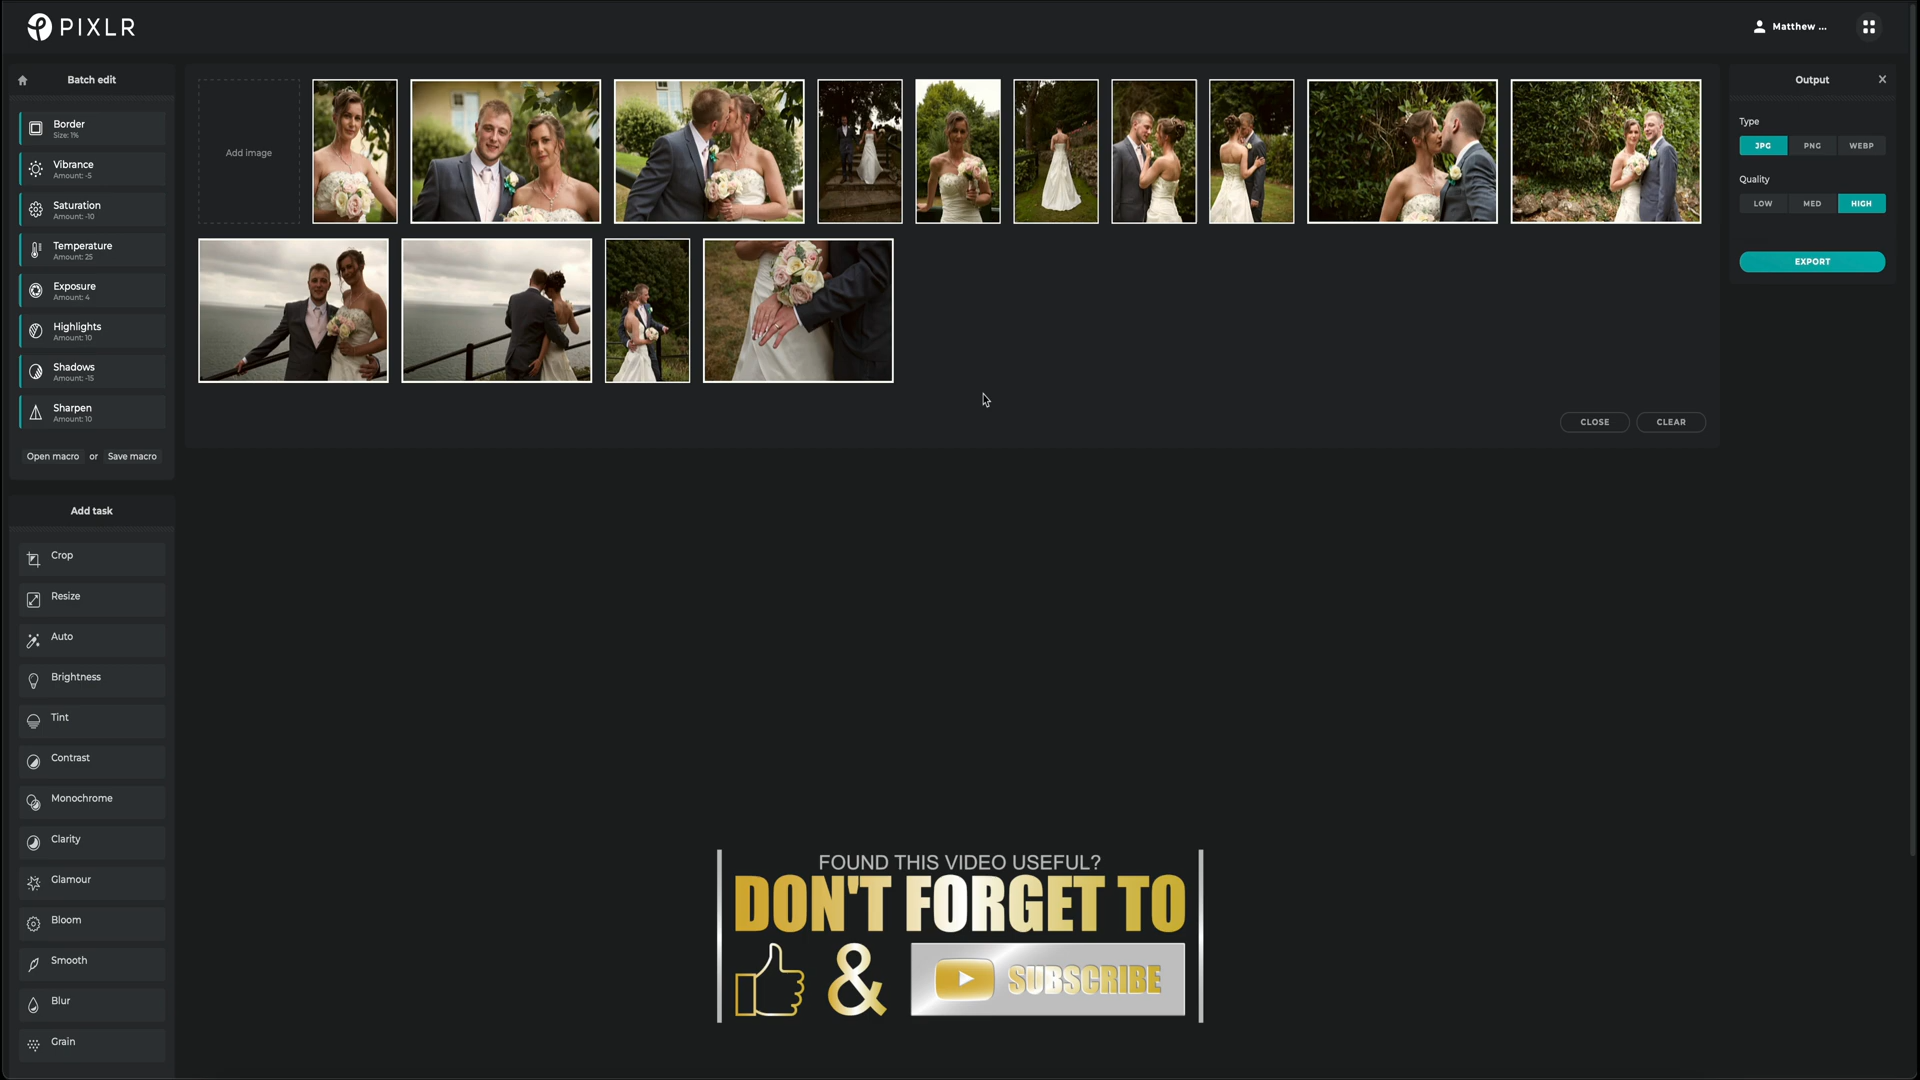 PIXLR
Matthew ...
Batch edit
Border
Size: 1%
Vibrance
Amount: -5
Saturation
Amount: -10
Temperature
Amount: 25
Exposure
Amount: 4
Highlights
Amount: 10
Shadows
Amount: -15
Sharpen
Amount: 10
Open macro or Save macro
Add task
Crop
Resize
Auto
Brightness
Tint
Contrast
Monochrome
Clarity
Glamour
Bloom
Smooth
Blur
Grain
Add image
CLOSE CLEAR
Output
Type
JPG PNG WEBP
Quality
LOW MED HIGH
EXPORT
FOUND THIS VIDEO USEFUL?
DON'T FORGET TO
& SUBSCRIBE